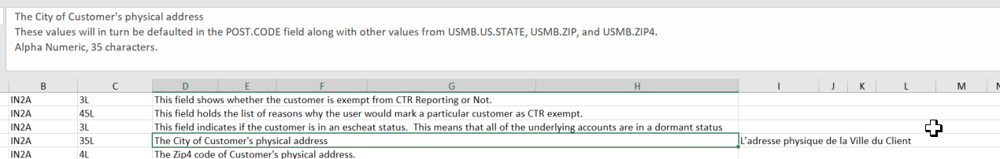 The City of Customer's physical address
These values will in turn be defaulted in the POST.CODE field along with other values from USMB.US.STATE, USMB.ZIP, and USMB.ZIP4.
Alpha Numeric, 35 characters.
B C D E F G H I J K L M
IN2A 3L This field shows whether the customer is exempt from CTR Reporting or Not.
IN2A 45L This field holds the list of reasons why the user would mark a particular customer as CTR exempt.
IN2A 3L This field indicates if the customer is in an escheat status.  This means that all of the underlying accounts are in a dormant status
IN2A 35L The City of Customer's physical address L'adresse physique de la Ville du Client
IN2A 4L The Zip4 code of Customer's physical address.